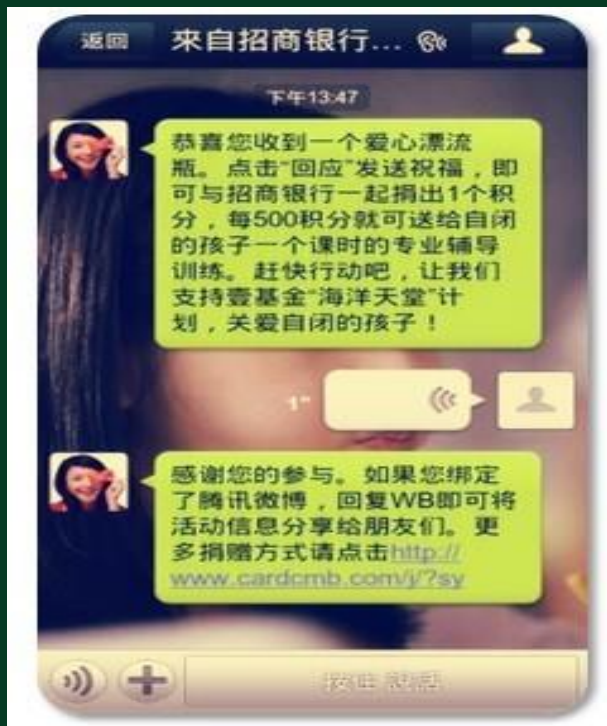 返回
來自招商银行...
下午13:47
恭喜您收到一个爱心漂流
瓶。点击“回应”发送祝福，即
可与招商银行一起捐出1个积
分，每500积分就可送给自闭
的孩子一个课时的专业辅导
训练。赶快行动吧，让我们
支持壹基金“海洋天堂”计
划，关爱自闭的孩子！
1"
感谢您的参与。如果您绑定
了腾讯微博，回复WB即可将
活动信息分享给朋友们。更
多捐赠方式请点击http://
www.cardcmb.com/j/?sy
按住 說話